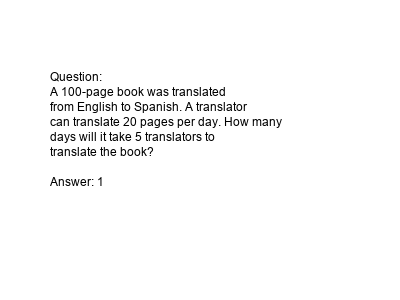 Question:
A 100-page book was translated
from English to Spanish. A translator
can translate 20 pages per day. How many
days will it take 5 translators to
translate the book?
Answer: 1